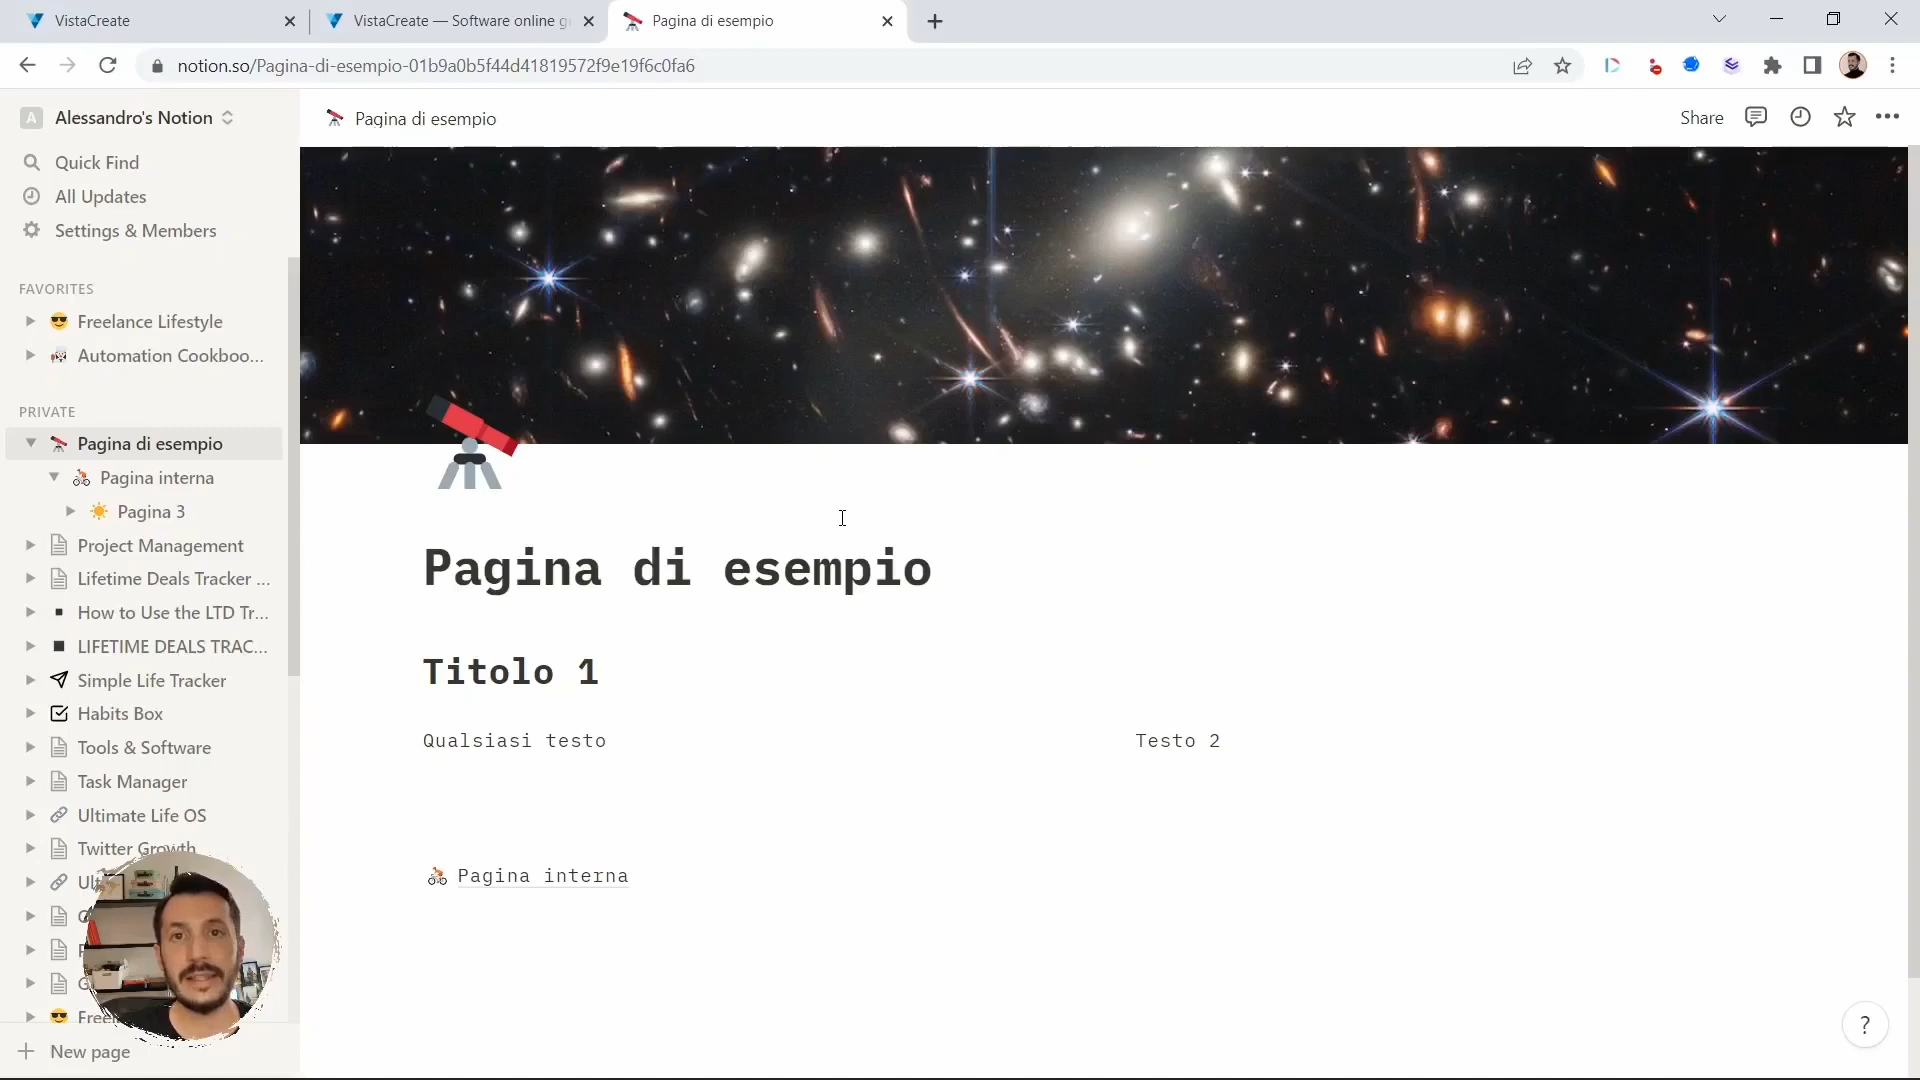 VistaCreate
VistaCreate — Software online g
Pagina di esempio
notion.so/Pagina-di-esempio-01b9a0b5f44d41819572f9e19f6c0fa6
A Alessandro's Notion
Pagina di esempio
Share
Quick Find
All Updates
Settings & Members
FAVORITES
Freelance Lifestyle
Automation Cookboo...
PRIVATE
Pagina di esempio
Pagina interna
Pagina 3
Project Management
Lifetime Deals Tracker ...
How to Use the LTD Tr...
LIFETIME DEALS TRAC...
Simple Life Tracker
Habits Box
Tools & Software
Task Manager
Ultimate Life OS
Twitter Growth
New page
Pagina di esempio
Titolo 1
Qualsiasi testo
Testo 2
Pagina interna
?